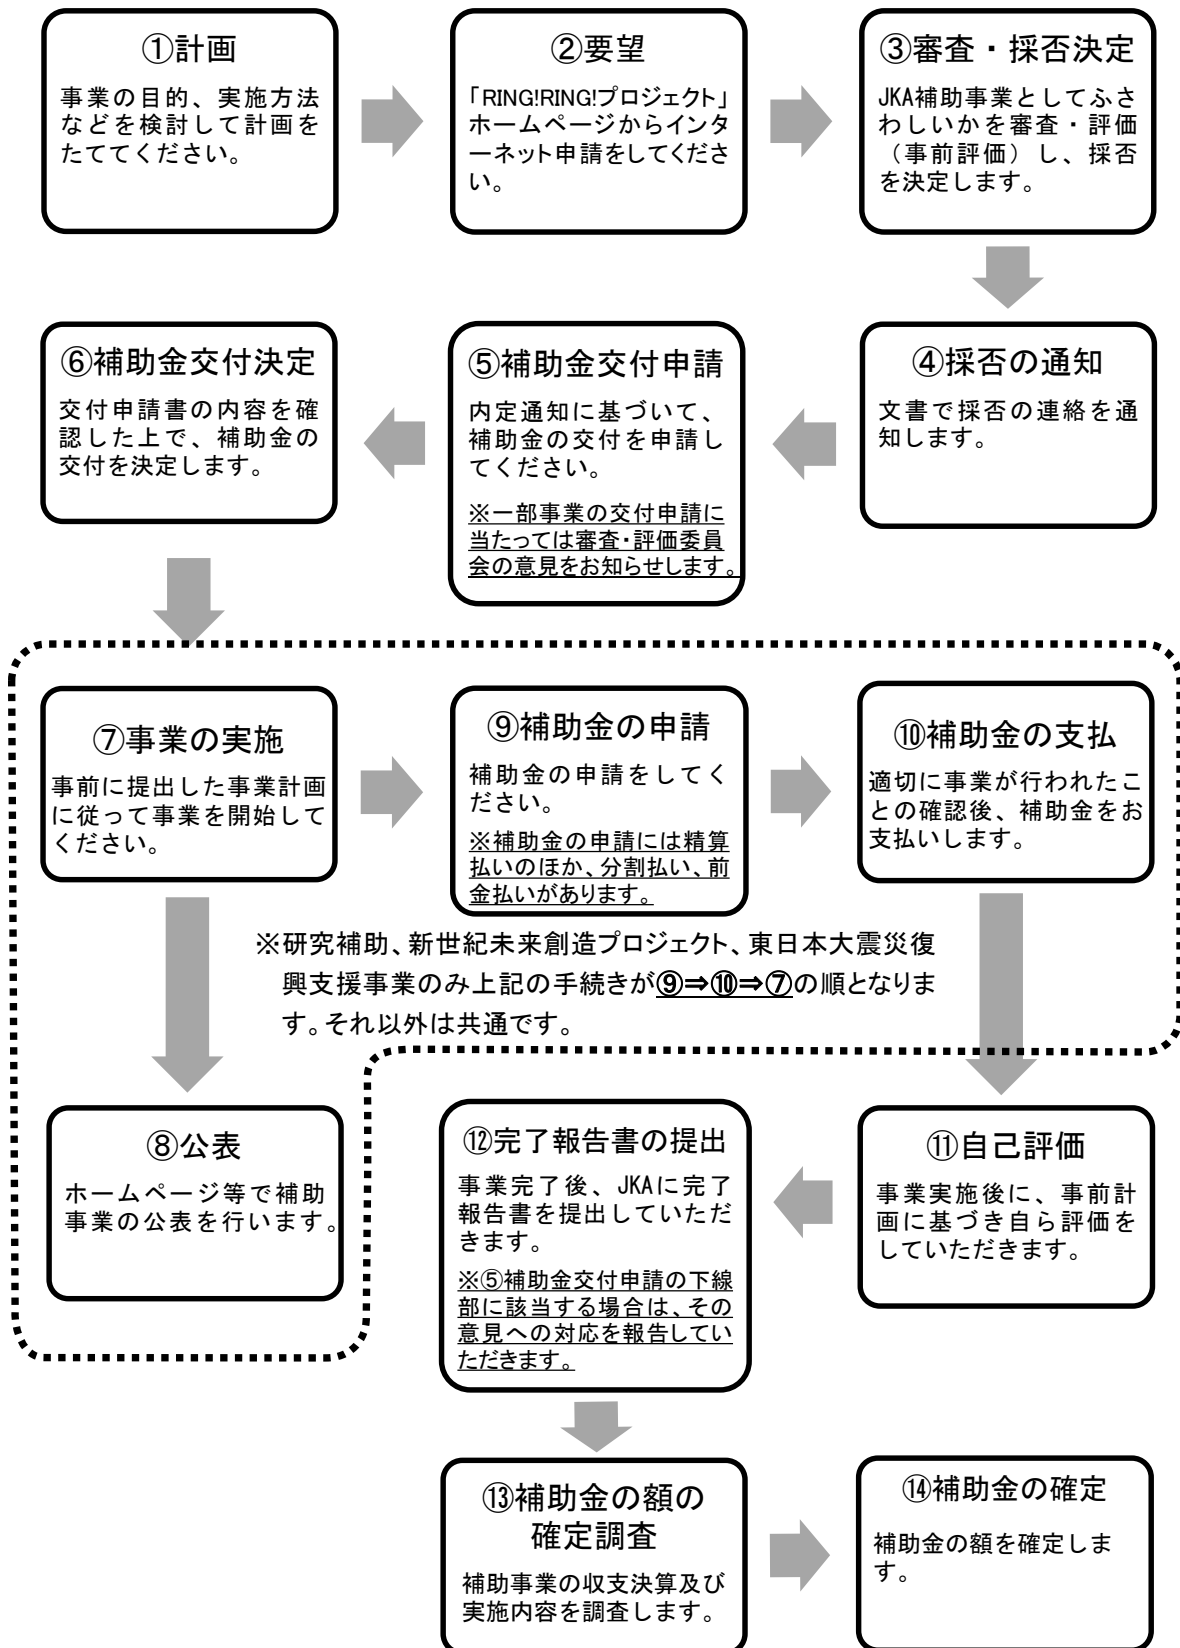 ①計画
事業の目的、実施方法
などを検討して計画を
たててください。
②要望
「RING!RING!プロジェクト」
ホームページからインタ
ーネット申請をしてくださ
い。
③審査・採否決定
JKA補助事業としてふさ
わしいかを審査・評価
（事前評価）し、採否
を決定します。
④採否の通知
文書で採否の連絡を通
知します。
⑤補助金交付申請
内定通知に基づいて、
補助金の交付を申請し
てください。
※一部事業の交付申請に
当たっては審査・評価委員
会の意見をお知らせします。
⑥補助金交付決定
交付申請書の内容を確
認した上で、補助金の
交付を決定します。
⑦事業の実施
事前に提出した事業計画
に従って事業を開始して
ください。
⑨補助金の申請
補助金の申請をしてく
ださい。
※補助金の申請には精算
払いのほか、分割払い、前
金払いがあります。
⑩補助金の支払
適切に事業が行われたこ
との確認後、補助金をお
支払いします。
※研究補助、新世紀未来創造プロジェクト、東日本大震災復
興支援事業のみ上記の手続きが⑨⇒⑩⇒⑦の順となりま
す。それ以外は共通です。
⑧公表
ホームページ等で補助
事業の公表を行います。
⑪自己評価
事業実施後に、事前計
画に基づき自ら評価を
していただきます。
⑫完了報告書の提出
事業完了後、JKAに完了
報告書を提出していただ
きます。
※⑤補助金交付申請の下線
部に該当する場合は、その
意見への対応を報告してい
ただきます。
⑬補助金の額の
確定調査
補助事業の収支決算及び
実施内容を調査します。
⑭補助金の確定
補助金の額を確定しま
す。